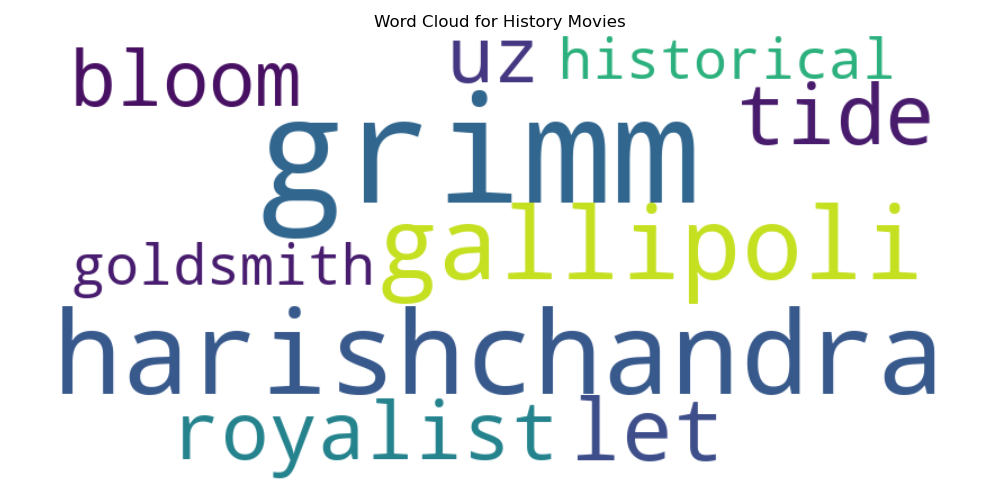 Word Cloud for History Movies
bloom uz historical
grimm tide
goldsmith gallipoli
harishchandra
royalist let